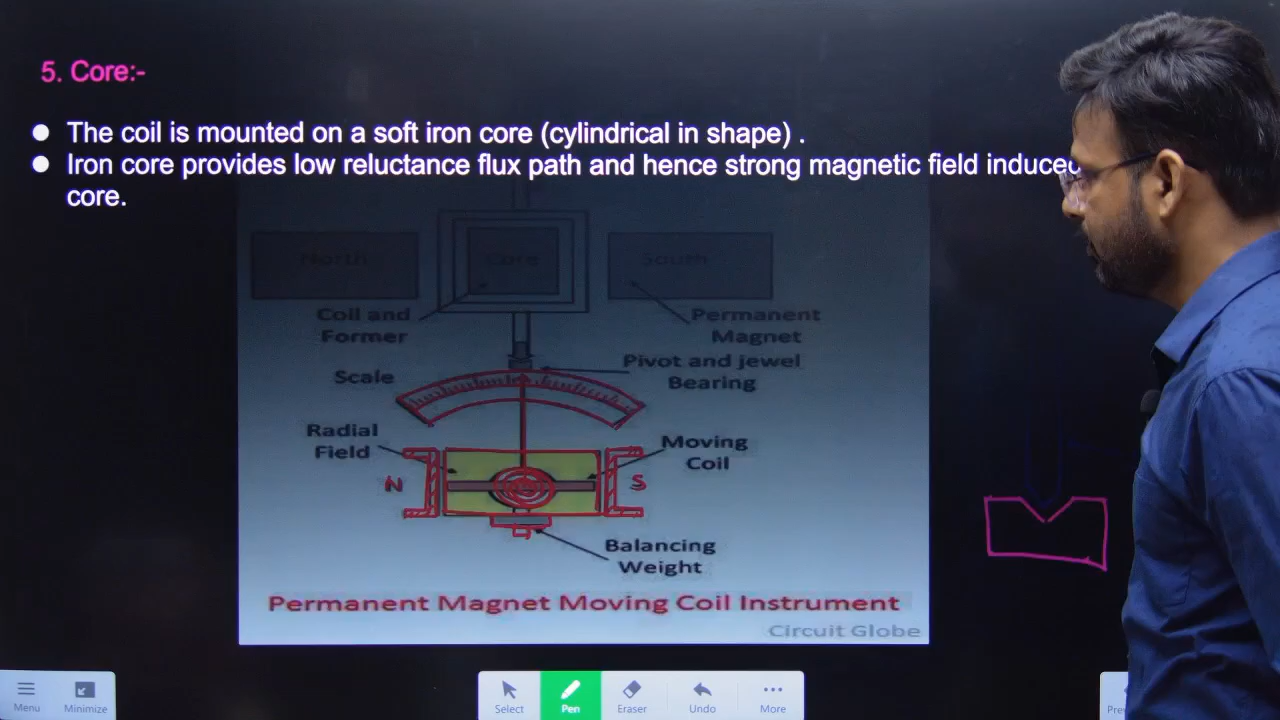 5. Core:-
● The coil is mounted on a soft iron core (cylindrical in shape) .
● Iron core provides low reluctance flux path and hence strong magnetic field induced
core.
North Core South
Coil and
Former
Permanent
Magnet
Pivot and jewel
Bearing
Scale
Radial
Field
Moving
Coil
N S
Balancing
Weight
Permanent Magnet Moving Coil Instrument
Circuit Globe
Menu Minimize Select Pen Eraser Undo More